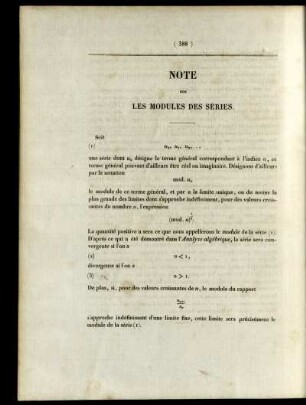 ( 388 )
NOTE
SUR
LES MODULES DES SÉRIES.
Soit
(1) u₀, u₁, u₂, . . .
une série dont uₙ désigne le terme général correspondant à l'indice n, ce
terme général pouvant d'ailleurs être réel ou imaginaire. Désignons d'ailleurs
par la notation
mod. uₙ
le module de ce terme général, et par u la limite unique, ou du moins la
plus grande des limites dont s'approche indéfiniment, pour des valeurs croissantes
du nombre n, l'expression
(mod. uₙ)^{1/n}.
La quantité positive u sera ce que nous appellerons le module de la série (1).
D'après ce qui a été démontré dans l'Analyse algébrique, la série sera convergente
si l'on a
(2) u < 1,
divergente si l'on a
(3) u > 1.
De plus, si, pour des valeurs croissantes de n, le module du rapport
uₙ₊₁/uₙ
s'approche indéfiniment d'une limite fixe, cette limite sera précisément le
module de la série (1).